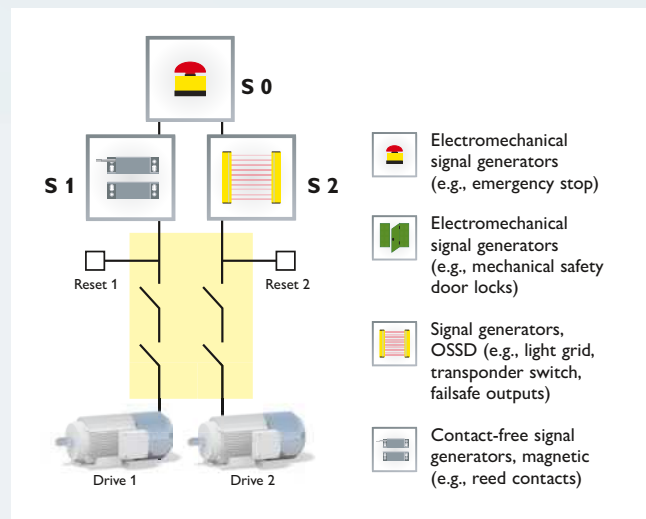 S 0
S 1
S 2
Reset 1
Reset 2
Drive 1
Drive 2
Electromechanical
signal generators
(e.g., emergency stop)
Electromechanical
signal generators
(e.g., mechanical safety
door locks)
Signal generators,
OSSD (e.g., light grid,
transponder switch,
failsafe outputs)
Contact-free signal
generators, magnetic
(e.g., reed contacts)